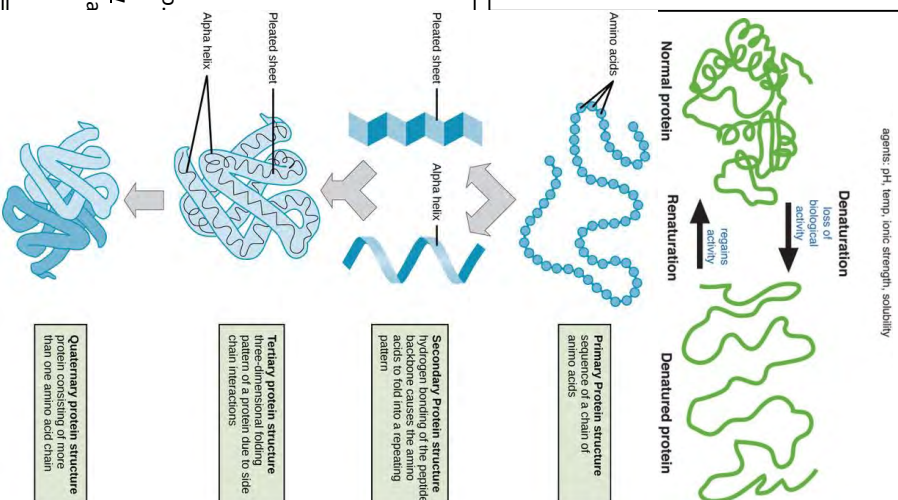 agents: pH, temp, ionic strength, solubility
Denaturation
loss of
biological
activity
Normal protein
Denatured protein
regains
activity
Renaturation
Amino acids
Primary Protein structure
sequence of a chain of
animo acids
Pleated sheet
Alpha helix
Secondary Protein structure
hydrogen bonding of the peptide
backbone causes the amino
acids to fold into a repeating
pattern
Pleated sheet
Alpha helix
Tertiary protein structure
three-dimensional folding
pattern of a protein due to side
chain interactions
Quaternary protein structure
protein consisting of more
than one amino acid chain